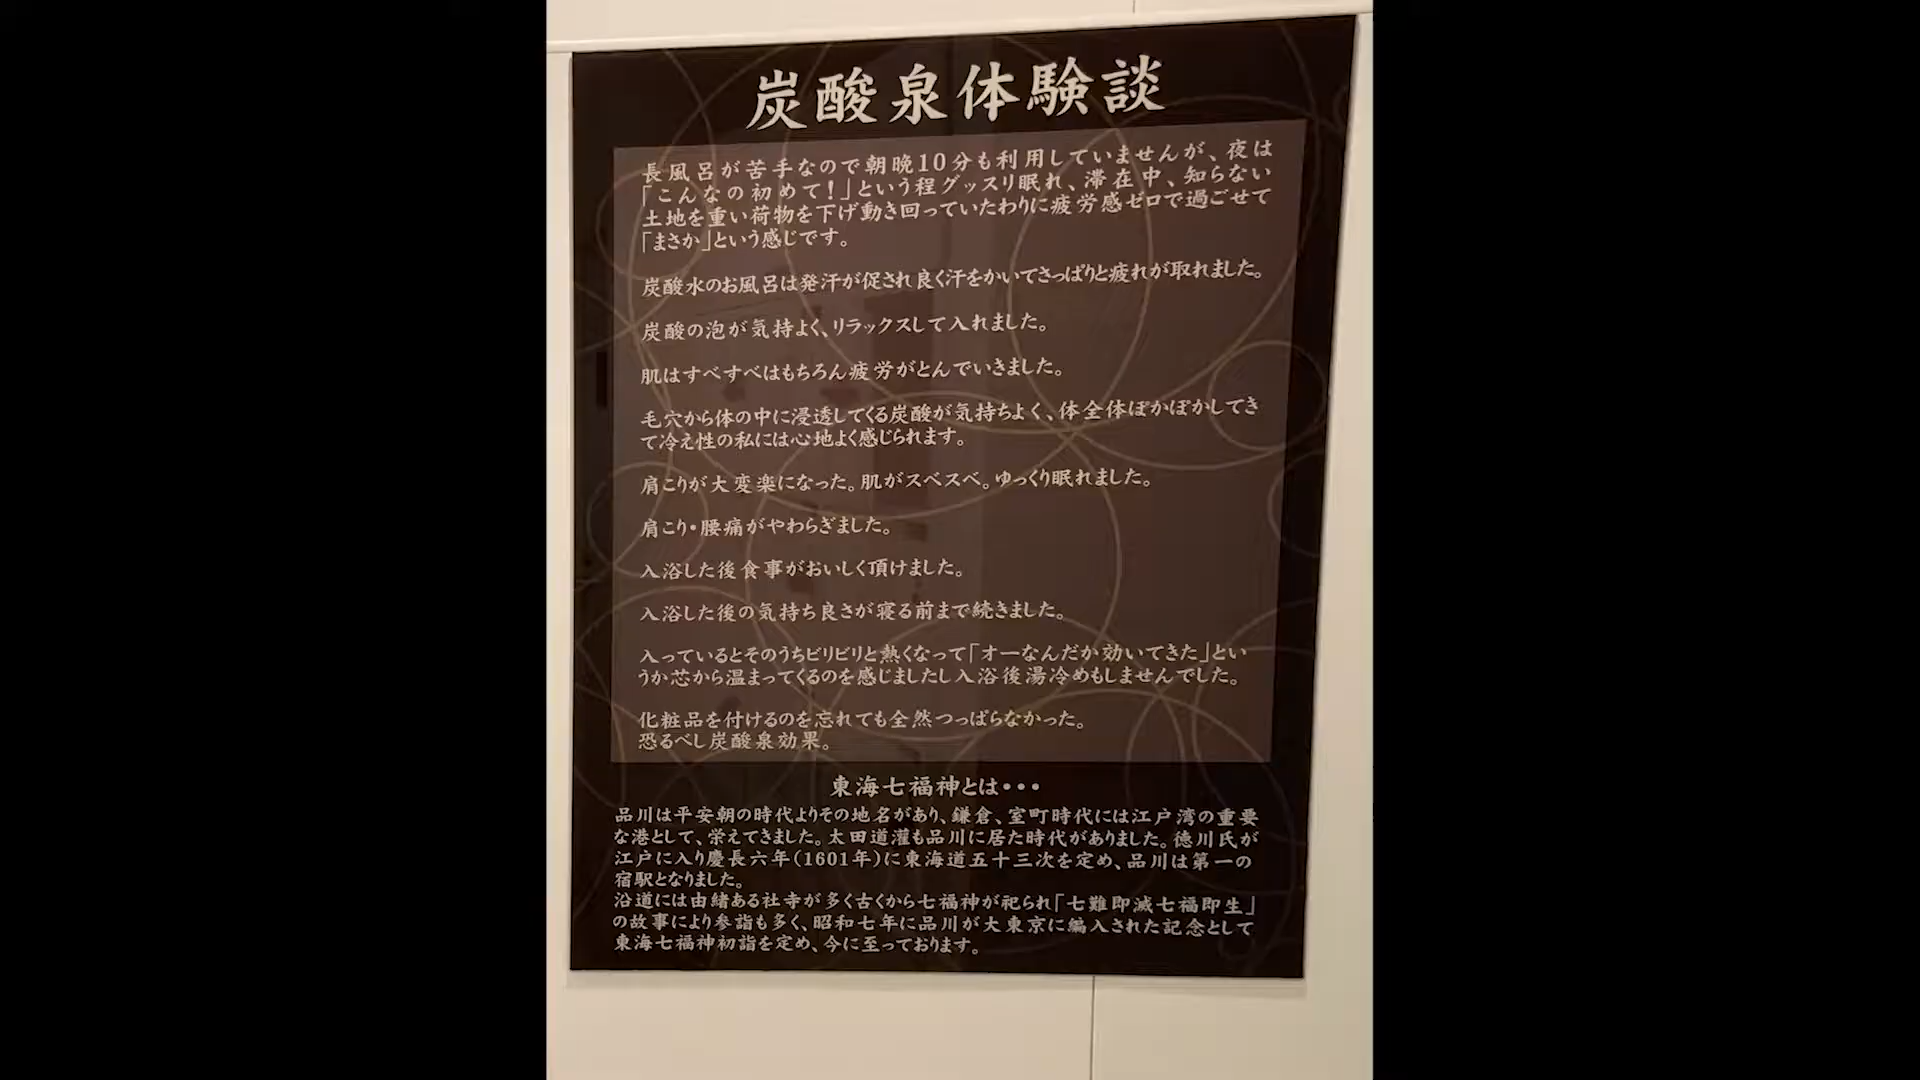 炭酸泉体験談
長風呂が苦手なので朝晩10分も利用していませんが、夜は
「こんなの初めて！」という程グッスリ眠れ、滞在中、知らない
土地を重い荷物を下げ動き回っていたわりに疲労感ゼロで過ごせて
「まさか」という感じです。
炭酸水のお風呂は発汗が促され良く汗をかいてさっぱりと疲れが取れました。
炭酸の泡が気持よく、リラックスして入れました。
肌はすべすべはもちろん疲労がとんでいきました。
毛穴から体の中に浸透してくる炭酸が気持ちよく、体全体ぽかぽかしてき
て冷え性の私には心地よく感じられます。
肩こりが大変楽になった。肌がスベスベ。ゆっくり眠れました。
肩こり・腰痛がやわらぎました。
入浴した後食事がおいしく頂けました。
入浴した後の気持ち良さが寝る前まで続きました。
入っているとそのうちビリビリと熱くなって「オーなんだか効いてきた」とい
うか芯から温まってくるのを感じましたし入浴後湯冷めもしませんでした。
化粧品を付けるのを忘れても全然つっぱらなかった。
恐るべし炭酸泉効果。
東海七福神とは・・・
品川は平安朝の時代よりその地名があり、鎌倉、室町時代には江戸湾の重要
な港として、栄えてきました。太田道灌も品川に居た時代がありました。徳川氏が
江戸に入り慶長六年(1601年)に東海道五十三次を定め、品川は第一の
宿駅となりました。
沿道には由緒ある社寺が多く古くから七福神が祀られ「七難即滅七福即生」
の故事により参詣も多く、昭和七年に品川が大東京に編入された記念として
東海七福神初詣を定め、今に至っております。